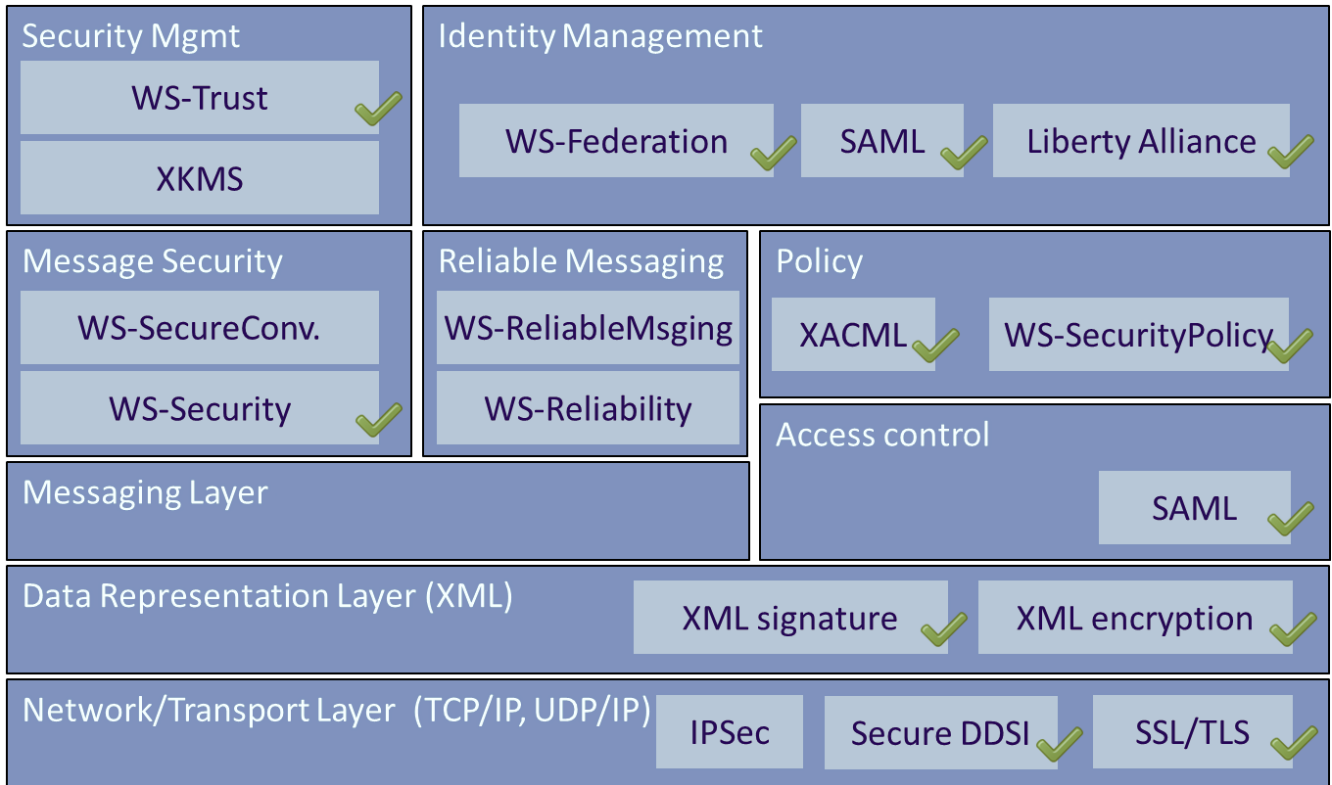 Security Mgmt
WS-Trust
XKMS
Identity Management
WS-Federation
SAML
Liberty Alliance
Message Security
WS-SecureConv.
WS-Security
Reliable Messaging
WS-ReliableMsging
WS-Reliability
Policy
XACML
WS-SecurityPolicy
Access control
SAML
Messaging Layer
Data Representation Layer (XML)
XML signature
XML encryption
Network/Transport Layer (TCP/IP, UDP/IP)
IPSec
Secure DDSI
SSL/TLS